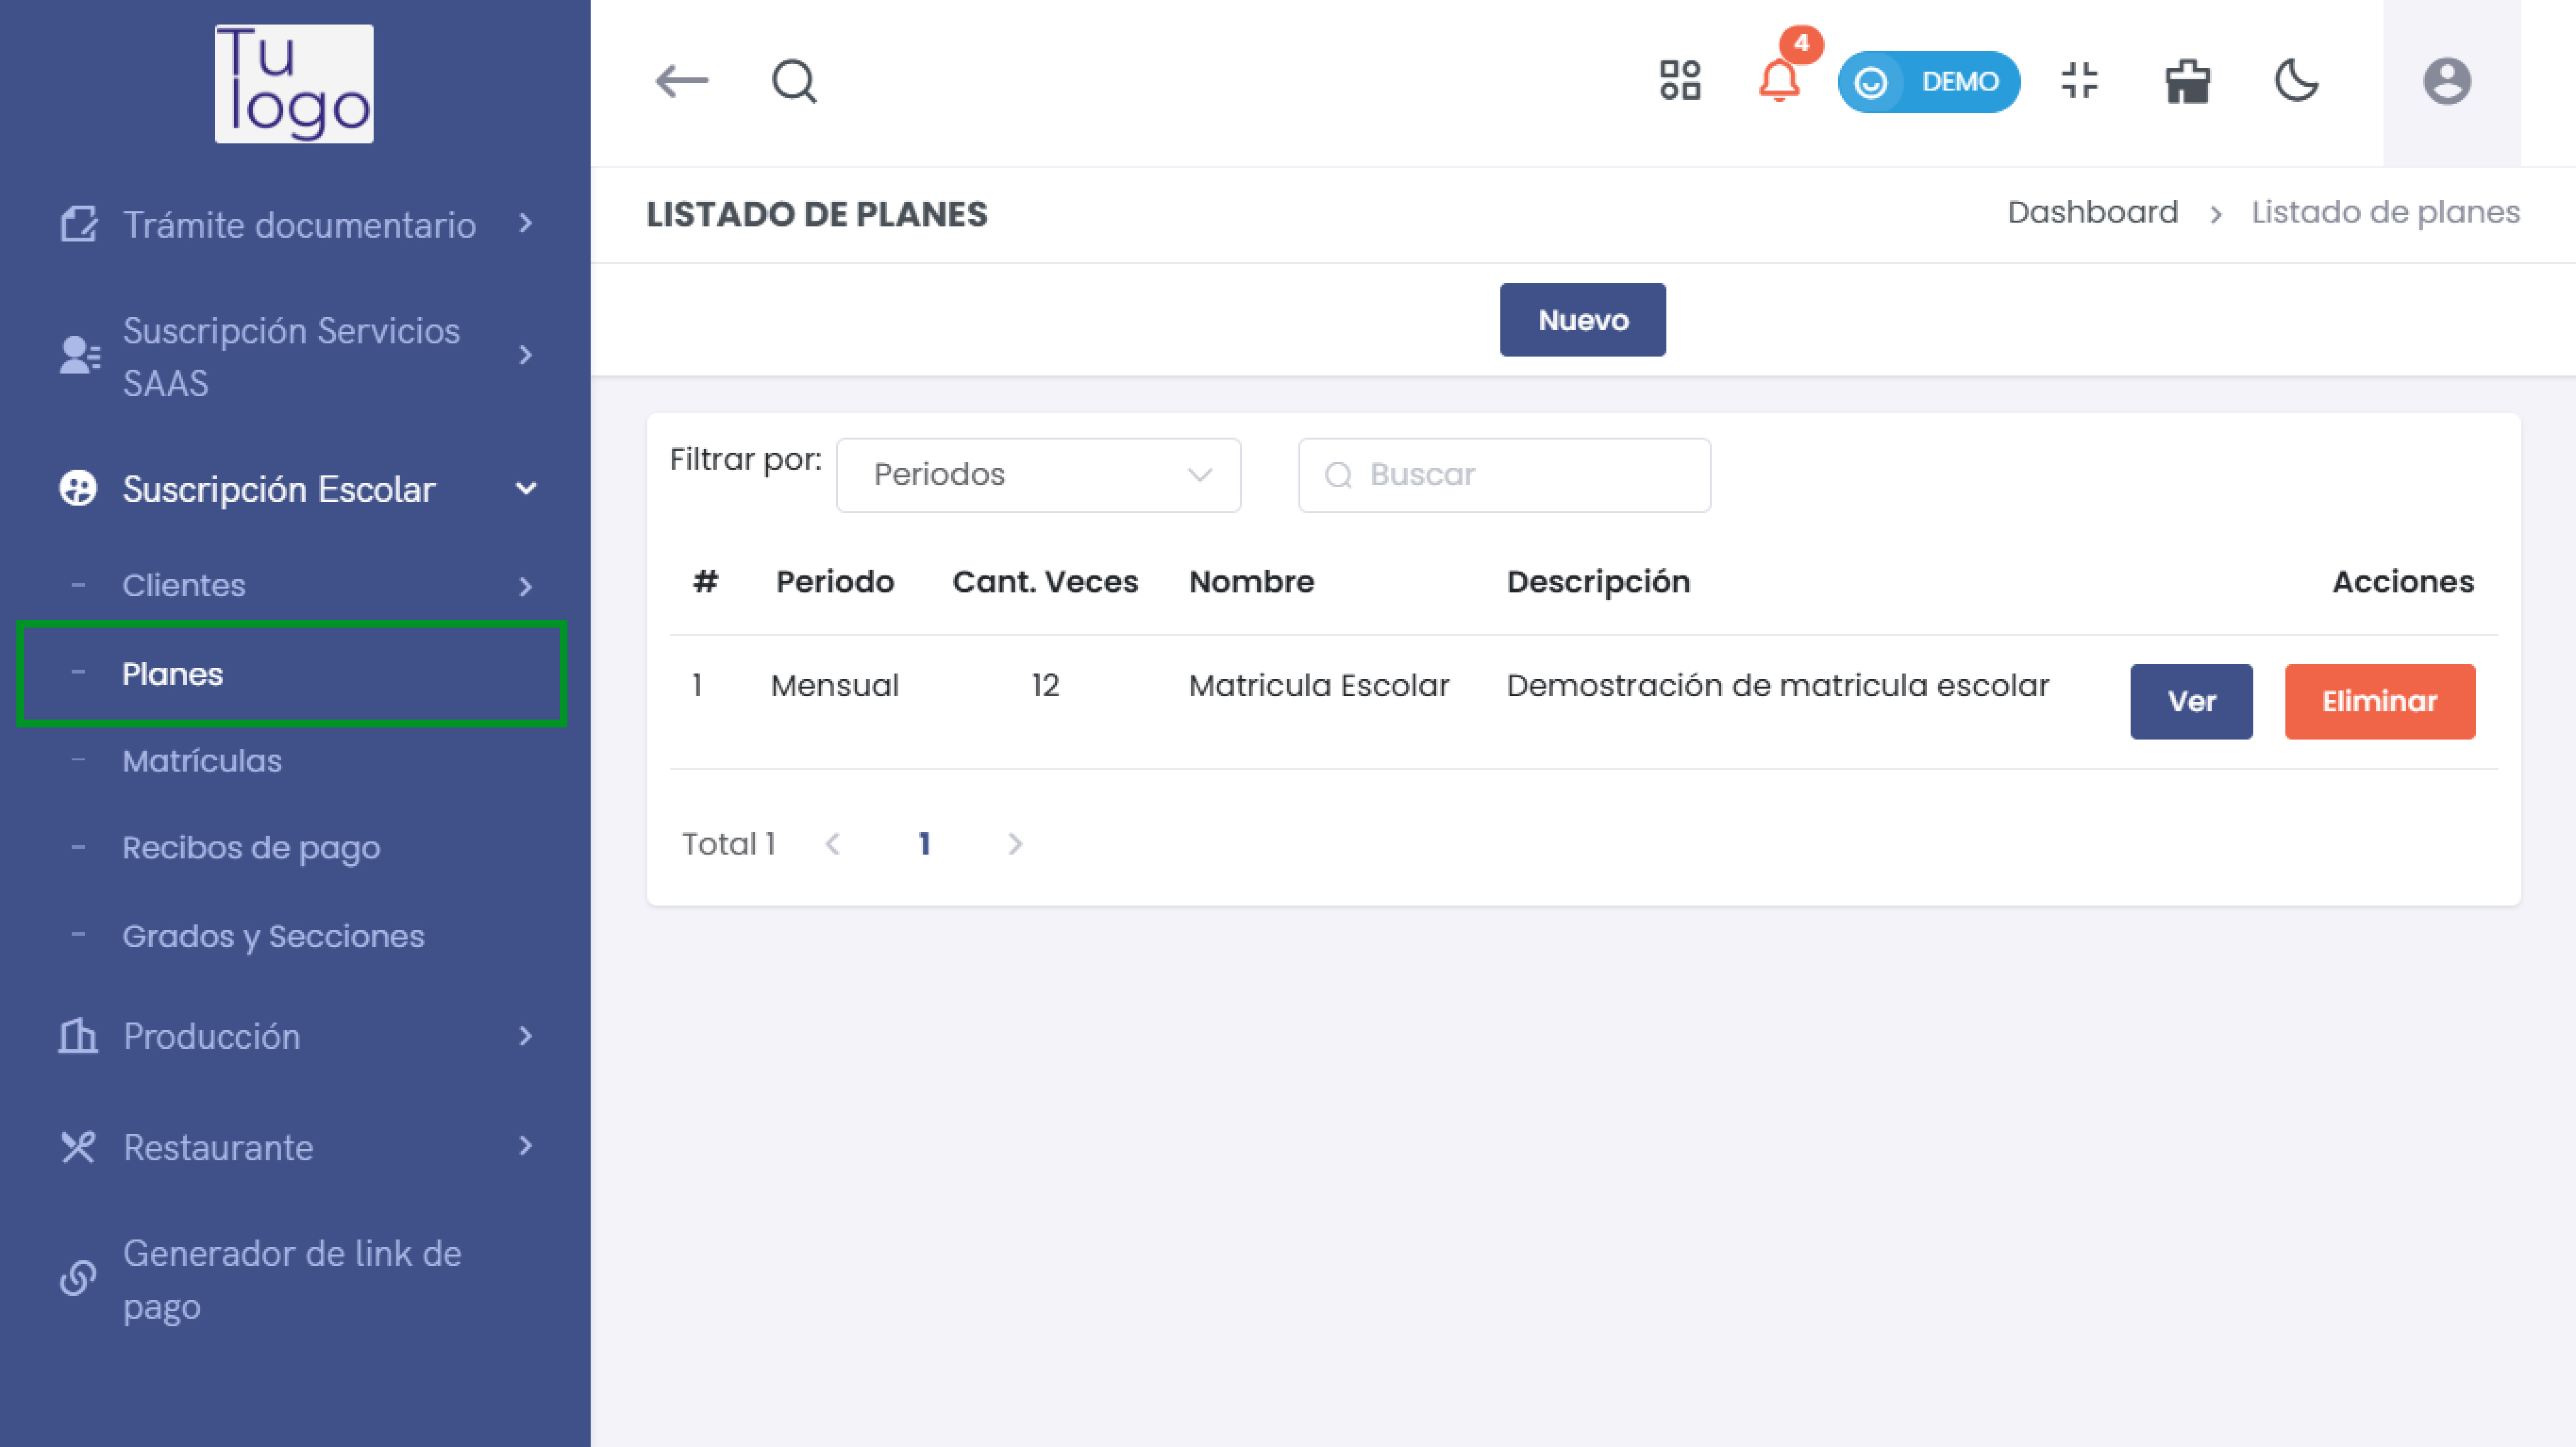 Tu
logo
Trámite documentario
Suscripción Servicios
SAAS
Suscripción Escolar
- Clientes
- Planes
- Matrículas
- Recibos de pago
- Grados y Secciones
Producción
Restaurante
Generador de link de
pago
4
DEMO
LISTADO DE PLANES
Dashboard > Listado de planes
Nuevo
Filtrar por: Periodos Buscar
# Periodo Cant. Veces Nombre Descripción Acciones
1 Mensual 12 Matricula Escolar Demostración de matricula escolar Ver Eliminar
Total 1 < 1 >